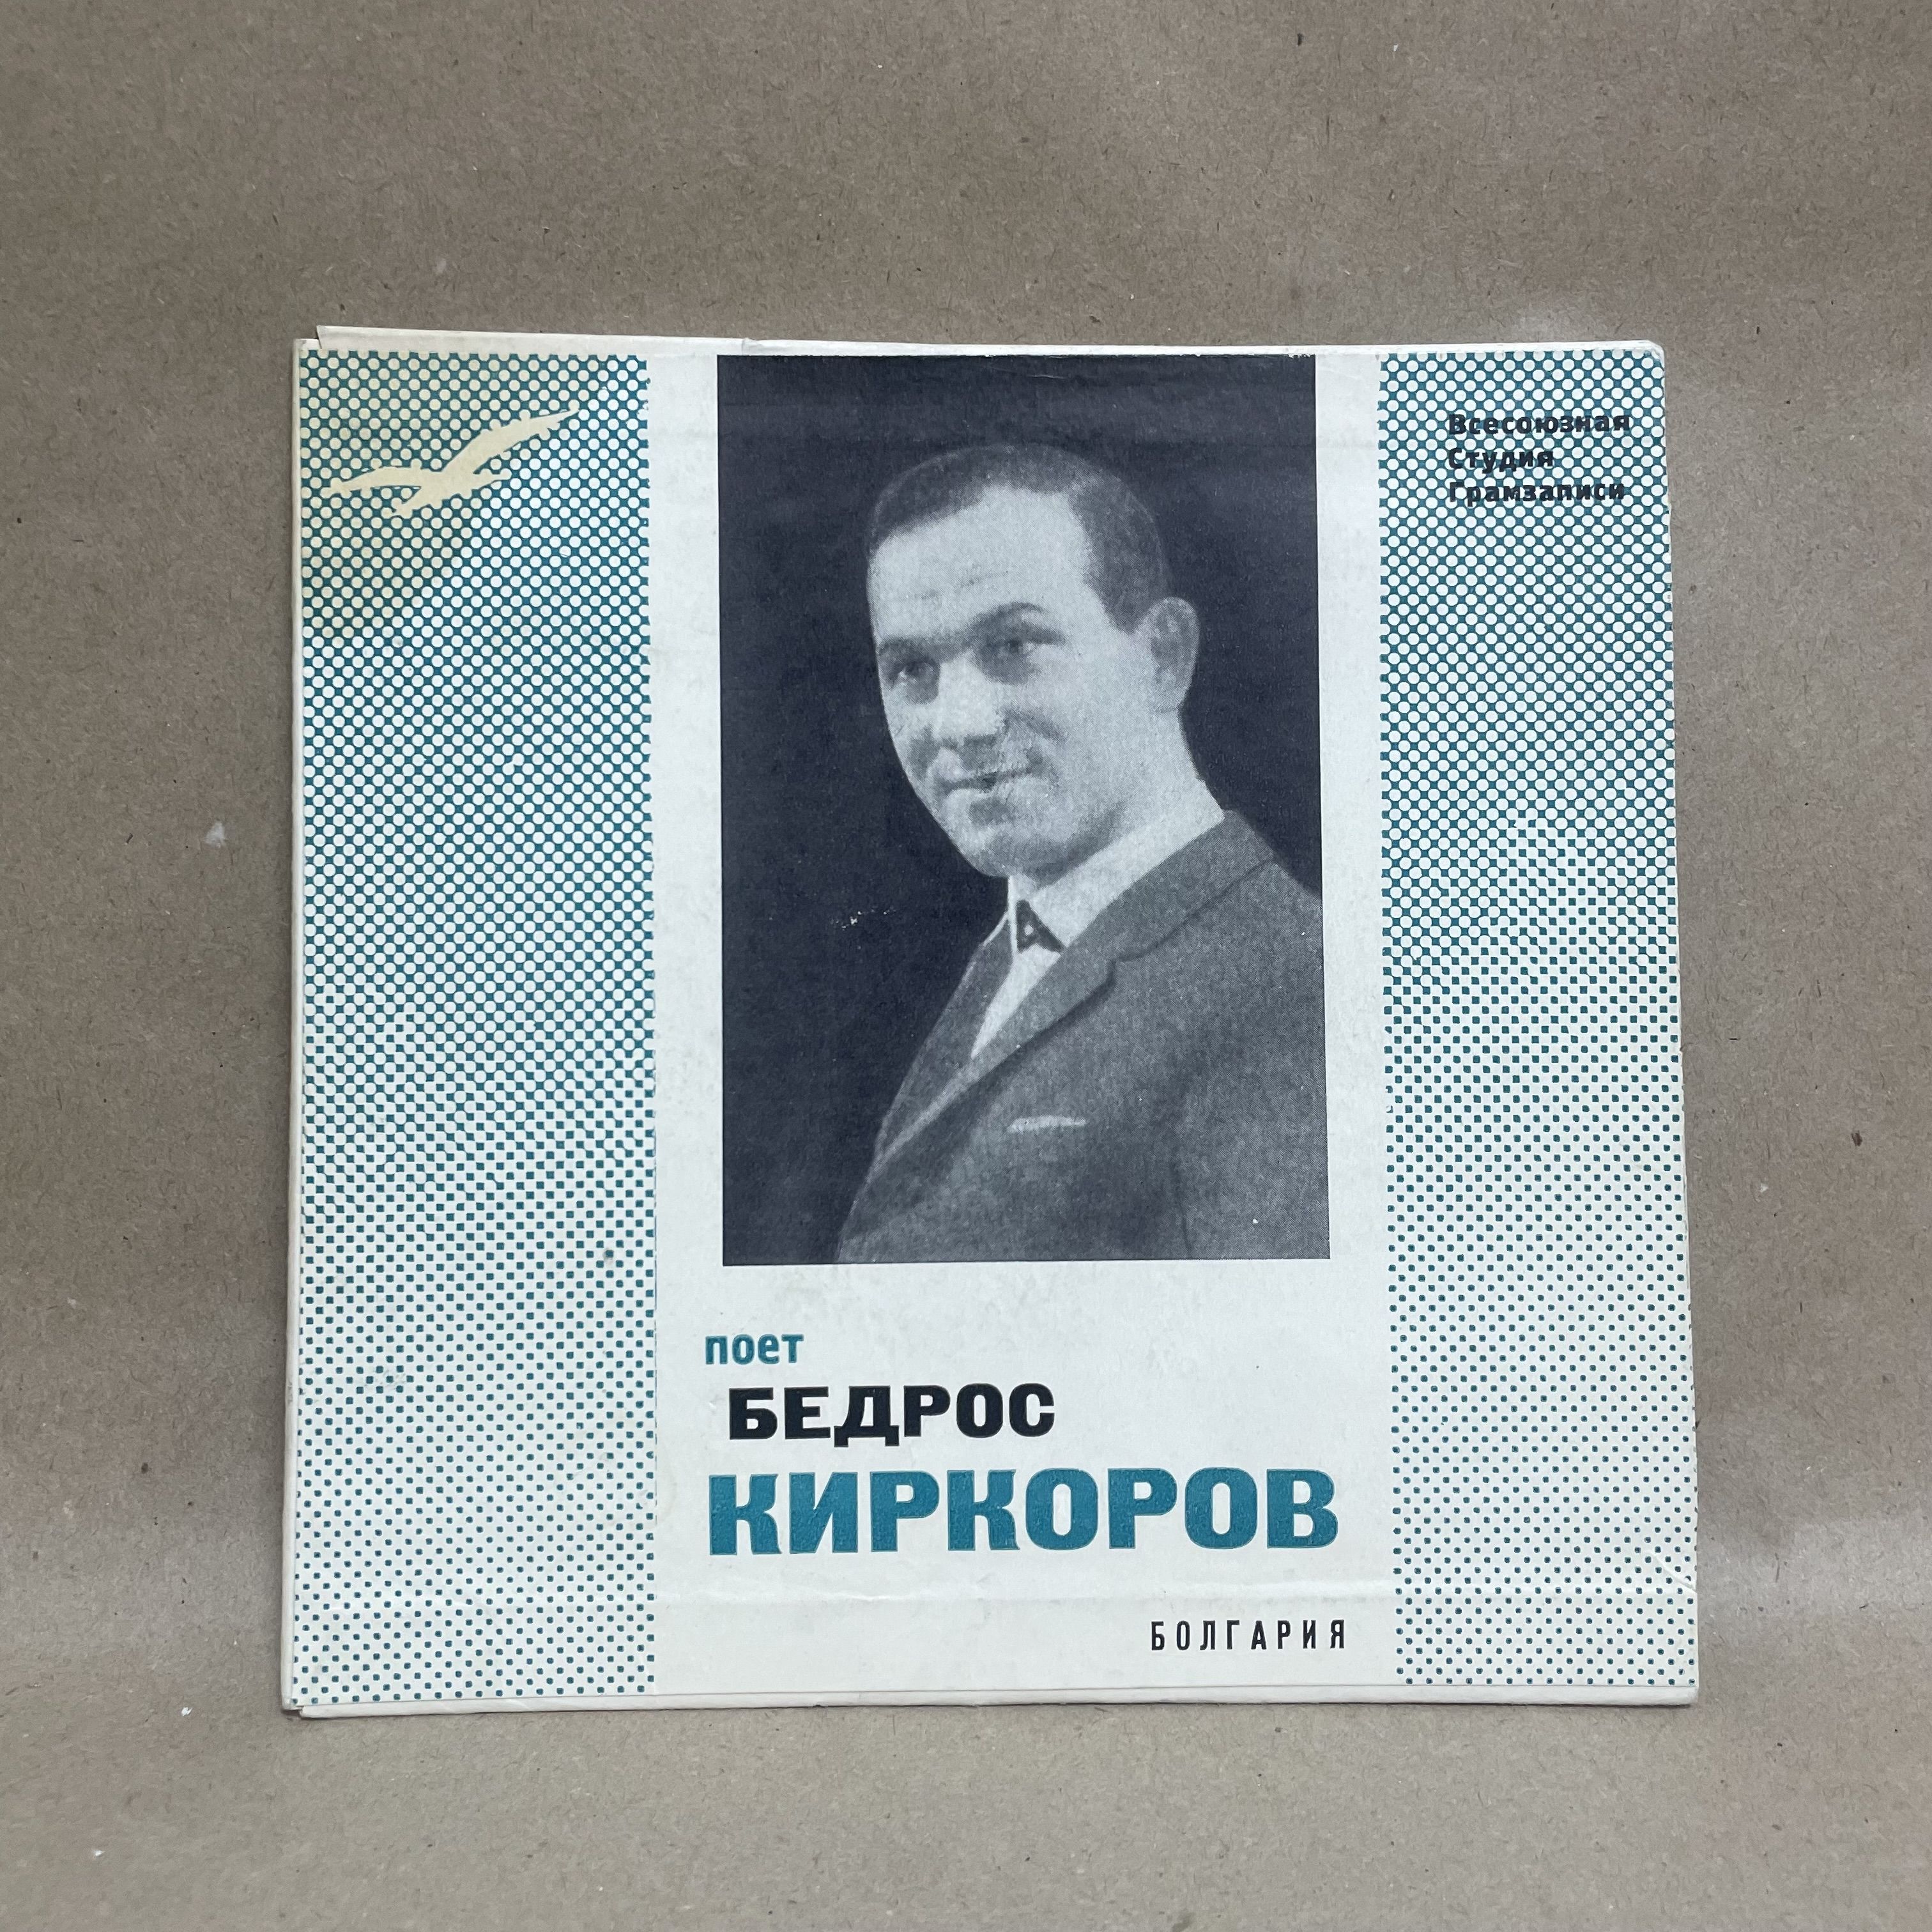 Всесоюзная
Студия
Грамзаписи
поет
БЕДРОС
КИРКОРОВ
БОЛГАРИЯ